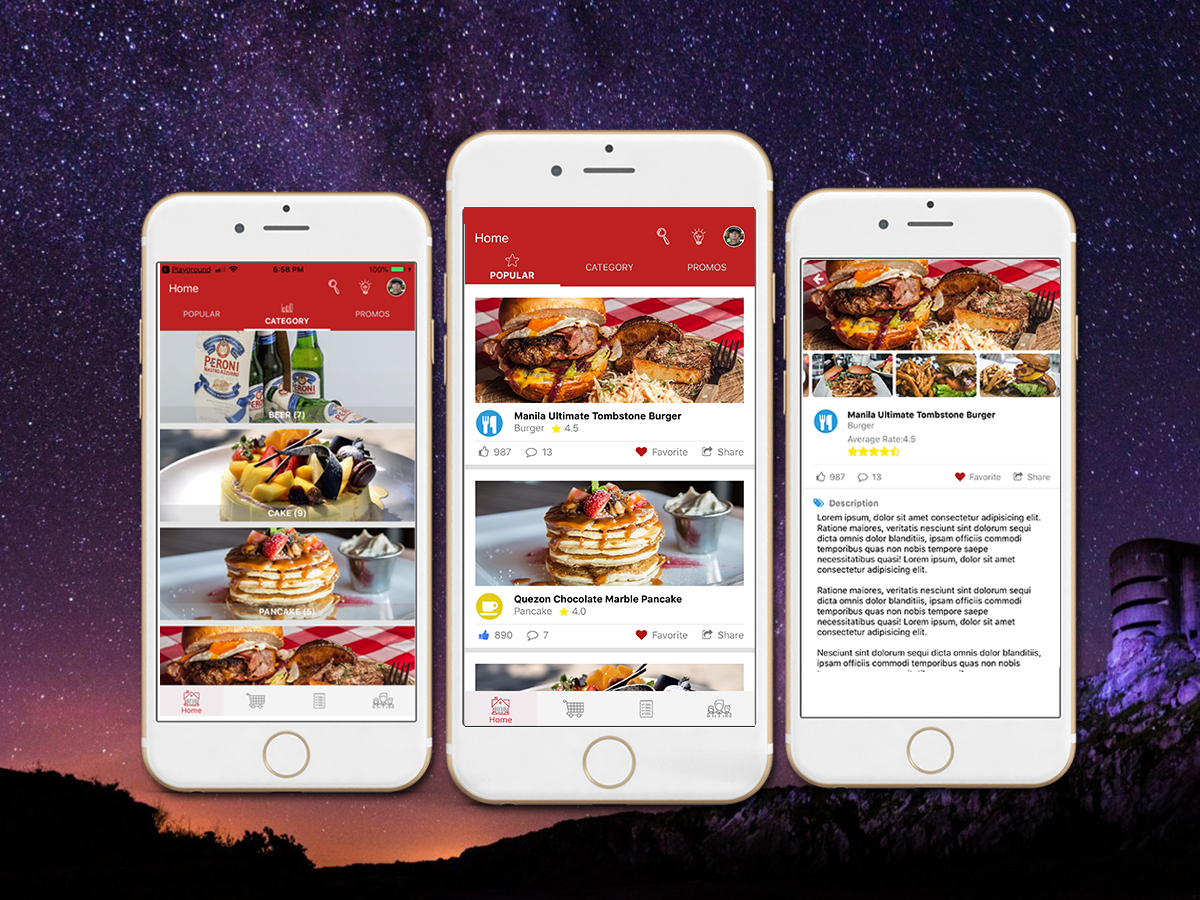 Playground
6:58 PM
100%
Home
POPULAR
CATEGORY
PROMOS
PERONI
NASTRO AZZURRO
PERONI
BEER (7)
CAKE (9)
PANCAKE (5)
Home
Home
POPULAR
CATEGORY
PROMOS
Manila Ultimate Tombstone Burger
Burger 4.5
987 13 Favorite Share
Quezon Chocolate Marble Pancake
Pancake 4.0
890 7 Favorite Share
Home
Manila Ultimate Tombstone Burger
Burger
Average Rate:4.5
987 13 Favorite Share
Description
Lorem ipsum, dolor sit amet consectetur adipisicing elit.
Ratione maiores, veritatis nesciunt sint dolorum sequi
dicta omnis dolor blanditiis, ipsam officiis commodi
temporibus quas non nobis tempore saepe
necessitatibus quasi! Lorem ipsum, dolor sit amet
consectetur adipisicing elit.
Ratione maiores, veritatis nesciunt sint dolorum sequi
dicta omnis dolor blanditiis, ipsam officiis commodi
temporibus quas non nobis tempore saepe
necessitatibus quasi! Lorem ipsum, dolor sit amet
consectetur adipisicing elit.
Nesciunt sint dolorum sequi dicta omnis dolor blanditiis,
ipsam officiis commodi temporibus quas non nobis